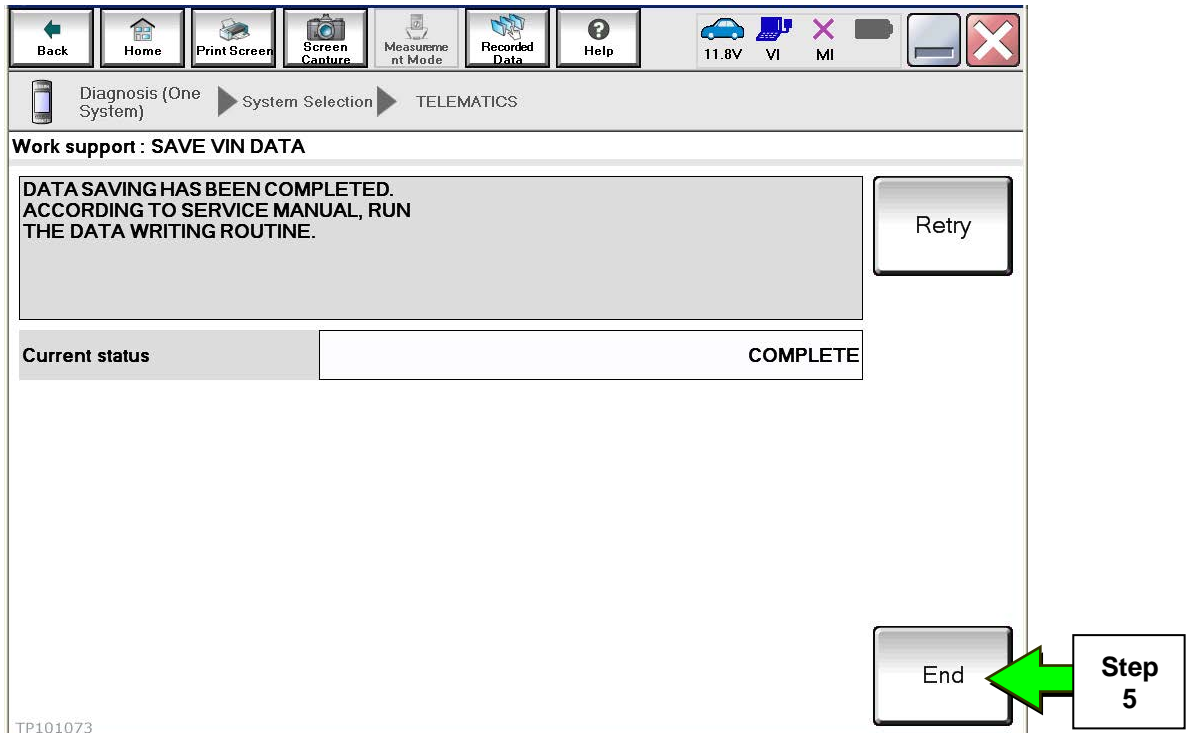 Back
Home
Print Screen
Screen
Capture
Measureme
nt Mode
Recorded
Data
Help
11.8V
VI
MI
Diagnosis (One
System)
System Selection
TELEMATICS
Work support : SAVE VIN DATA
DATA SAVING HAS BEEN COMPLETED.
ACCORDING TO SERVICE MANUAL, RUN
THE DATA WRITING ROUTINE.
Retry
Current status
COMPLETE
End
Step
5
TP101073